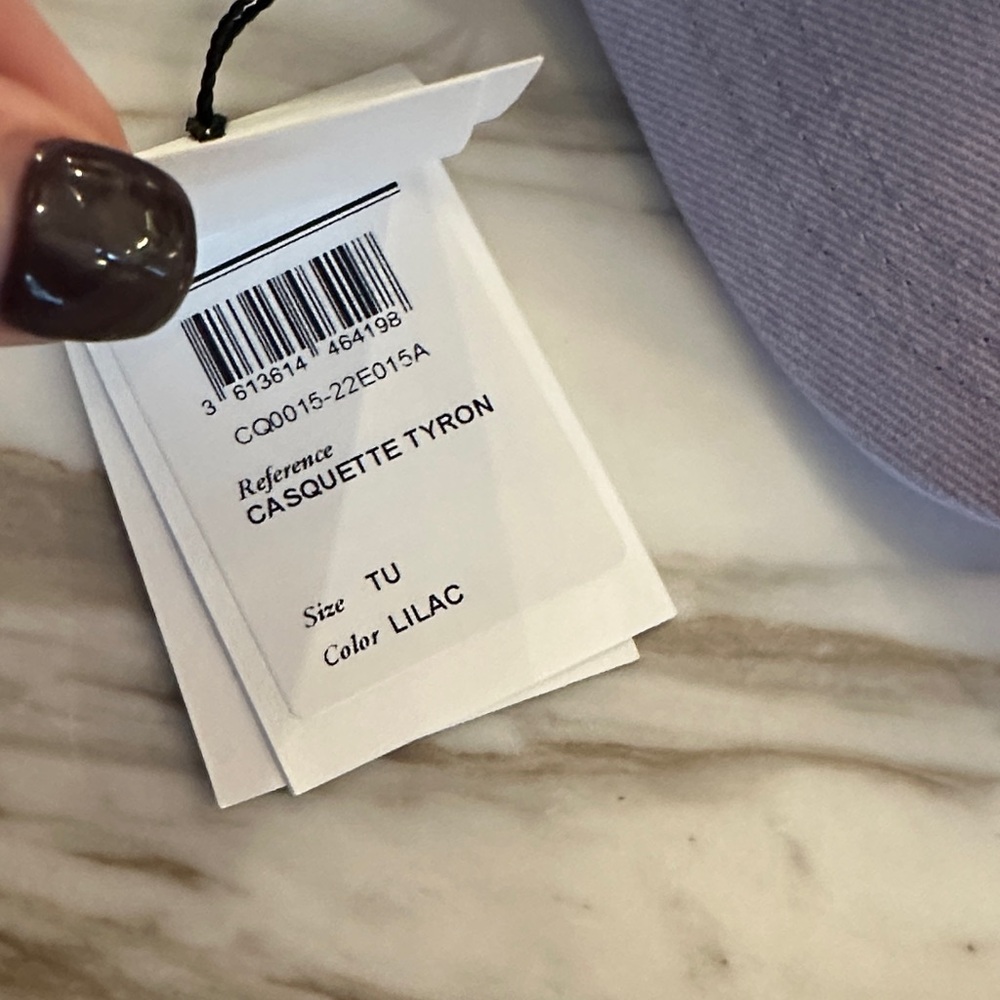 3 613614 464198
CQ0015-22E015A
Reference
CASQUETTE TYRON
Size TU
Color LILAC